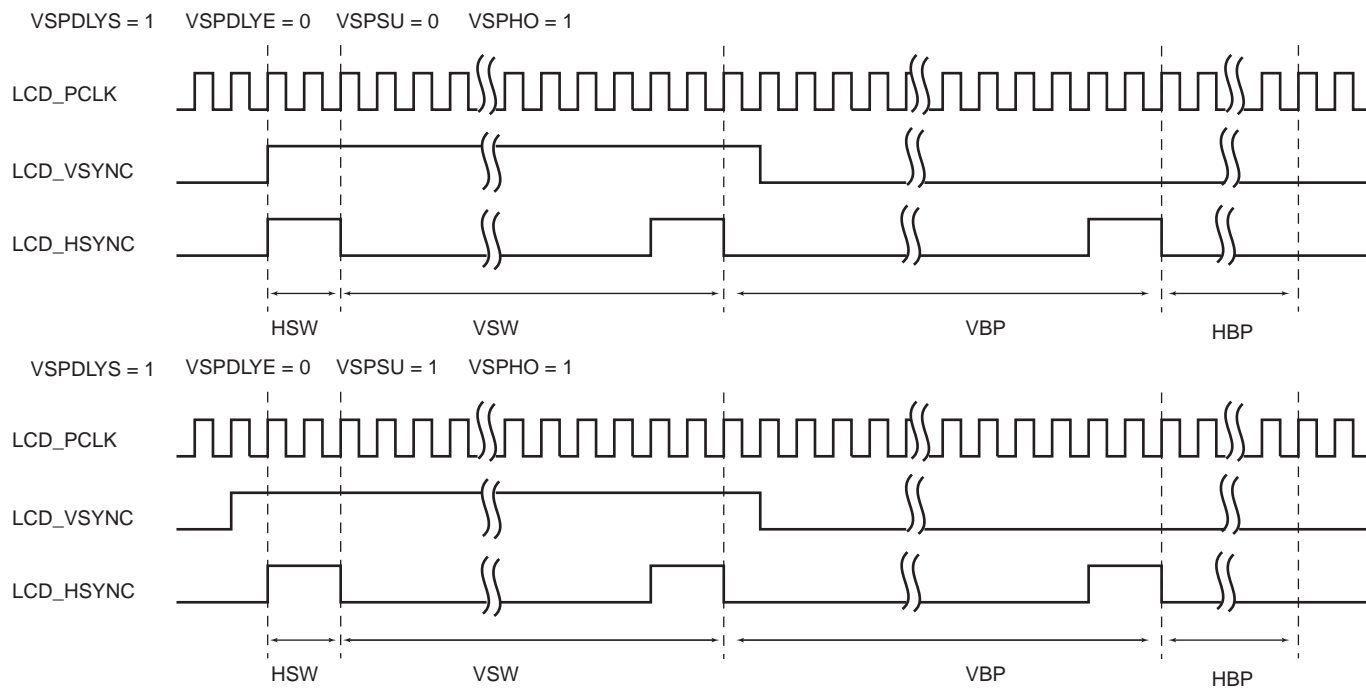 VSPDLYS = 1 VSPDLYE = 0 VSPSU = 0 VSPHO = 1
LCD_PCLK
LCD_VSYNC
LCD_HSYNC
HSW VSW VBP HBP
VSPDLYS = 1 VSPDLYE = 0 VSPSU = 1 VSPHO = 1
LCD_PCLK
LCD_VSYNC
LCD_HSYNC
HSW VSW VBP HBP